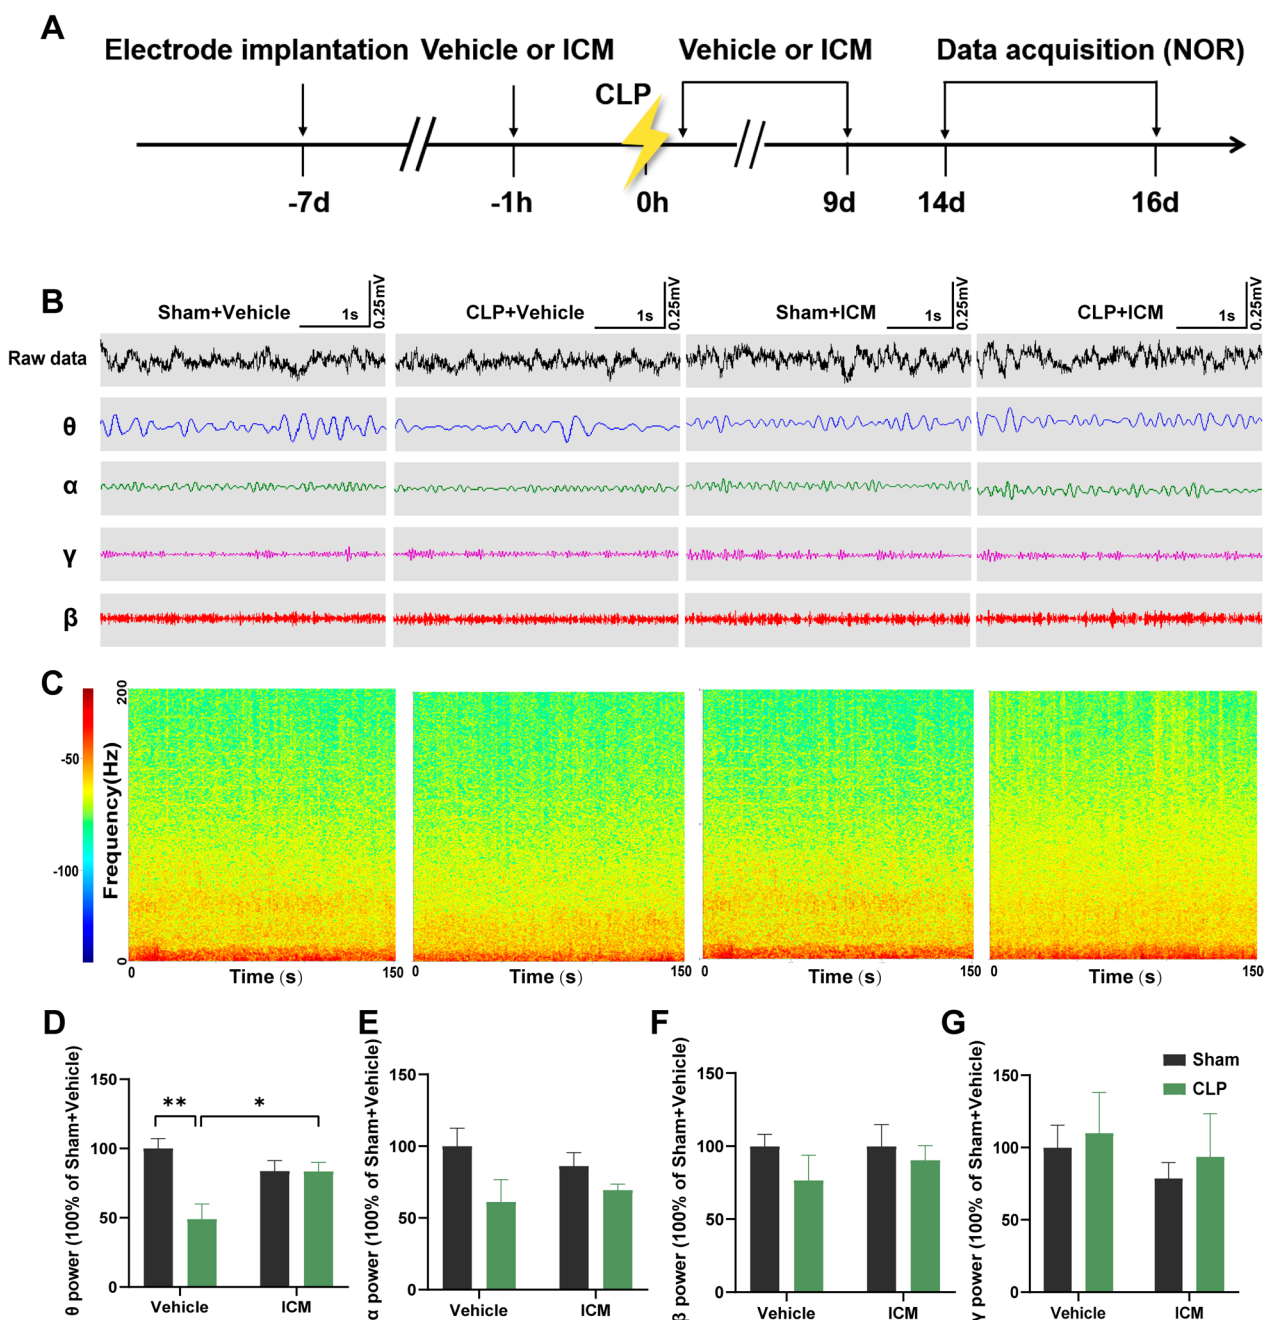 A
Electrode implantation Vehicle or ICM Vehicle or ICM Data acquisition (NOR)
CLP
-7d -1h 0h 9d 14d 16d
B
Sham+Vehicle 1s 0.25mV CLP+Vehicle 1s 0.25mV Sham+ICM 1s 0.25mV CLP+ICM 1s 0.25mV
Raw data
θ
α
γ
β
C
-50
-100
Frequency(Hz)
200
0
0 Time (s) 150 0 Time (s) 150 0 Time (s) 150 0 Time (s) 150
D
θ power (100% of Sham+Vehicle)
150
100
50
0
** *
Vehicle ICM
E
α power (100% of Sham+Vehicle)
150
100
50
0
Vehicle ICM
F
β power (100% of Sham+Vehicle)
150
100
50
0
Vehicle ICM
G
γ power (100% of Sham+Vehicle)
150
100
50
0
Vehicle ICM
Sham
CLP